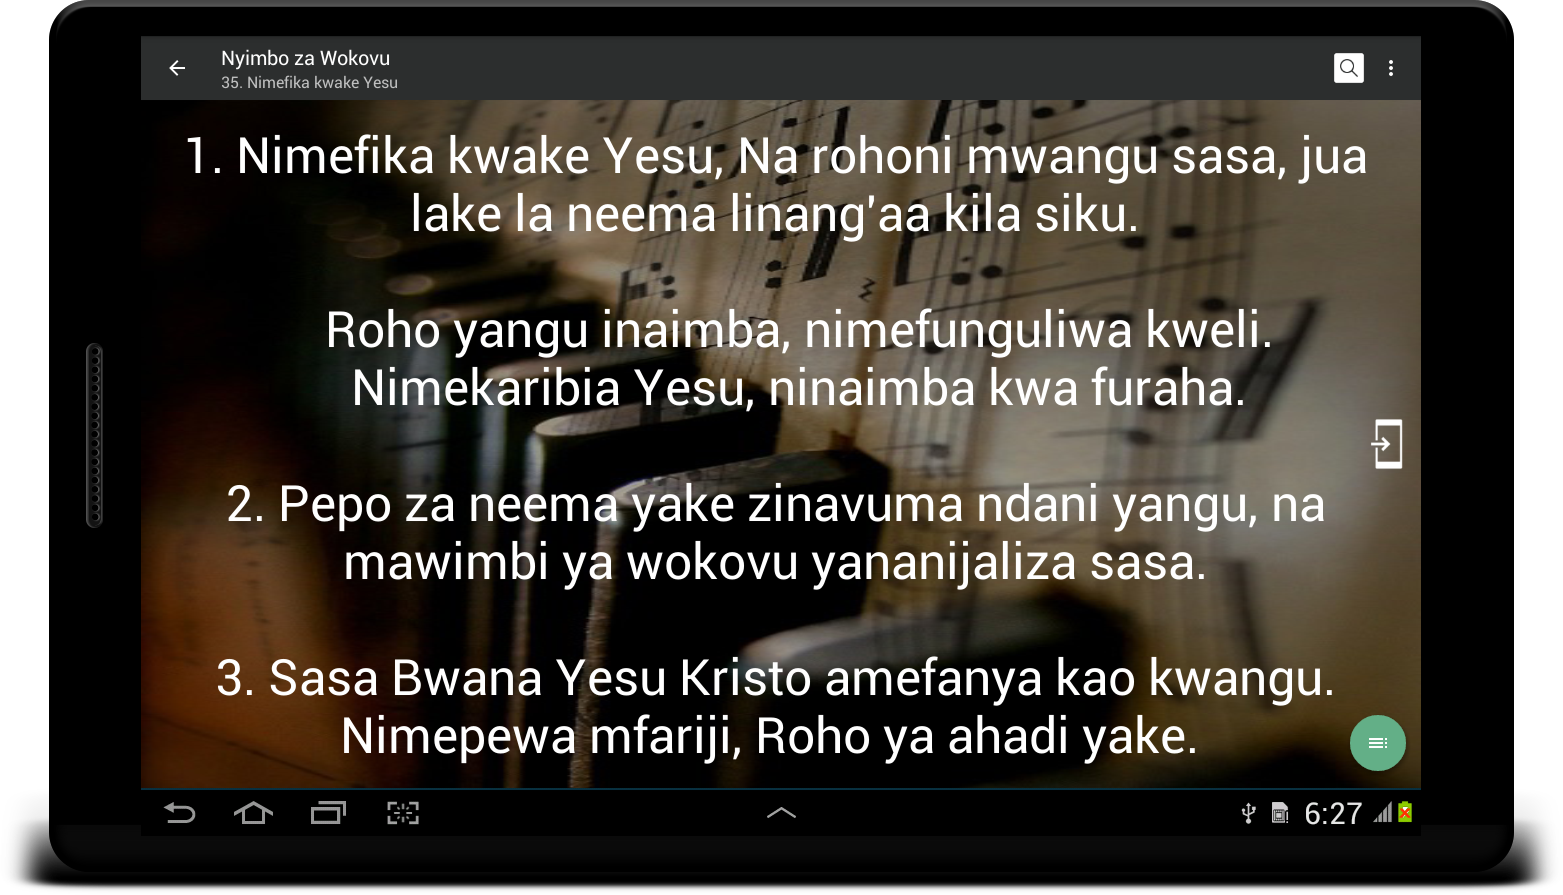 Nyimbo za Wokovu
35. Nimefika kwake Yesu
1. Nimefika kwake Yesu, Na rohoni mwangu sasa, jua
lake la neema linang'aa kila siku.
Roho yangu inaimba, nimefunguliwa kweli.
Nimekaribia Yesu, ninaimba kwa furaha.
2. Pepo za neema yake zinavuma ndani yangu, na
mawimbi ya wokovu yananijaliza sasa.
3. Sasa Bwana Yesu Kristo amefanya kao kwangu.
Nimepewa mfariji, Roho ya ahadi yake.
6:27